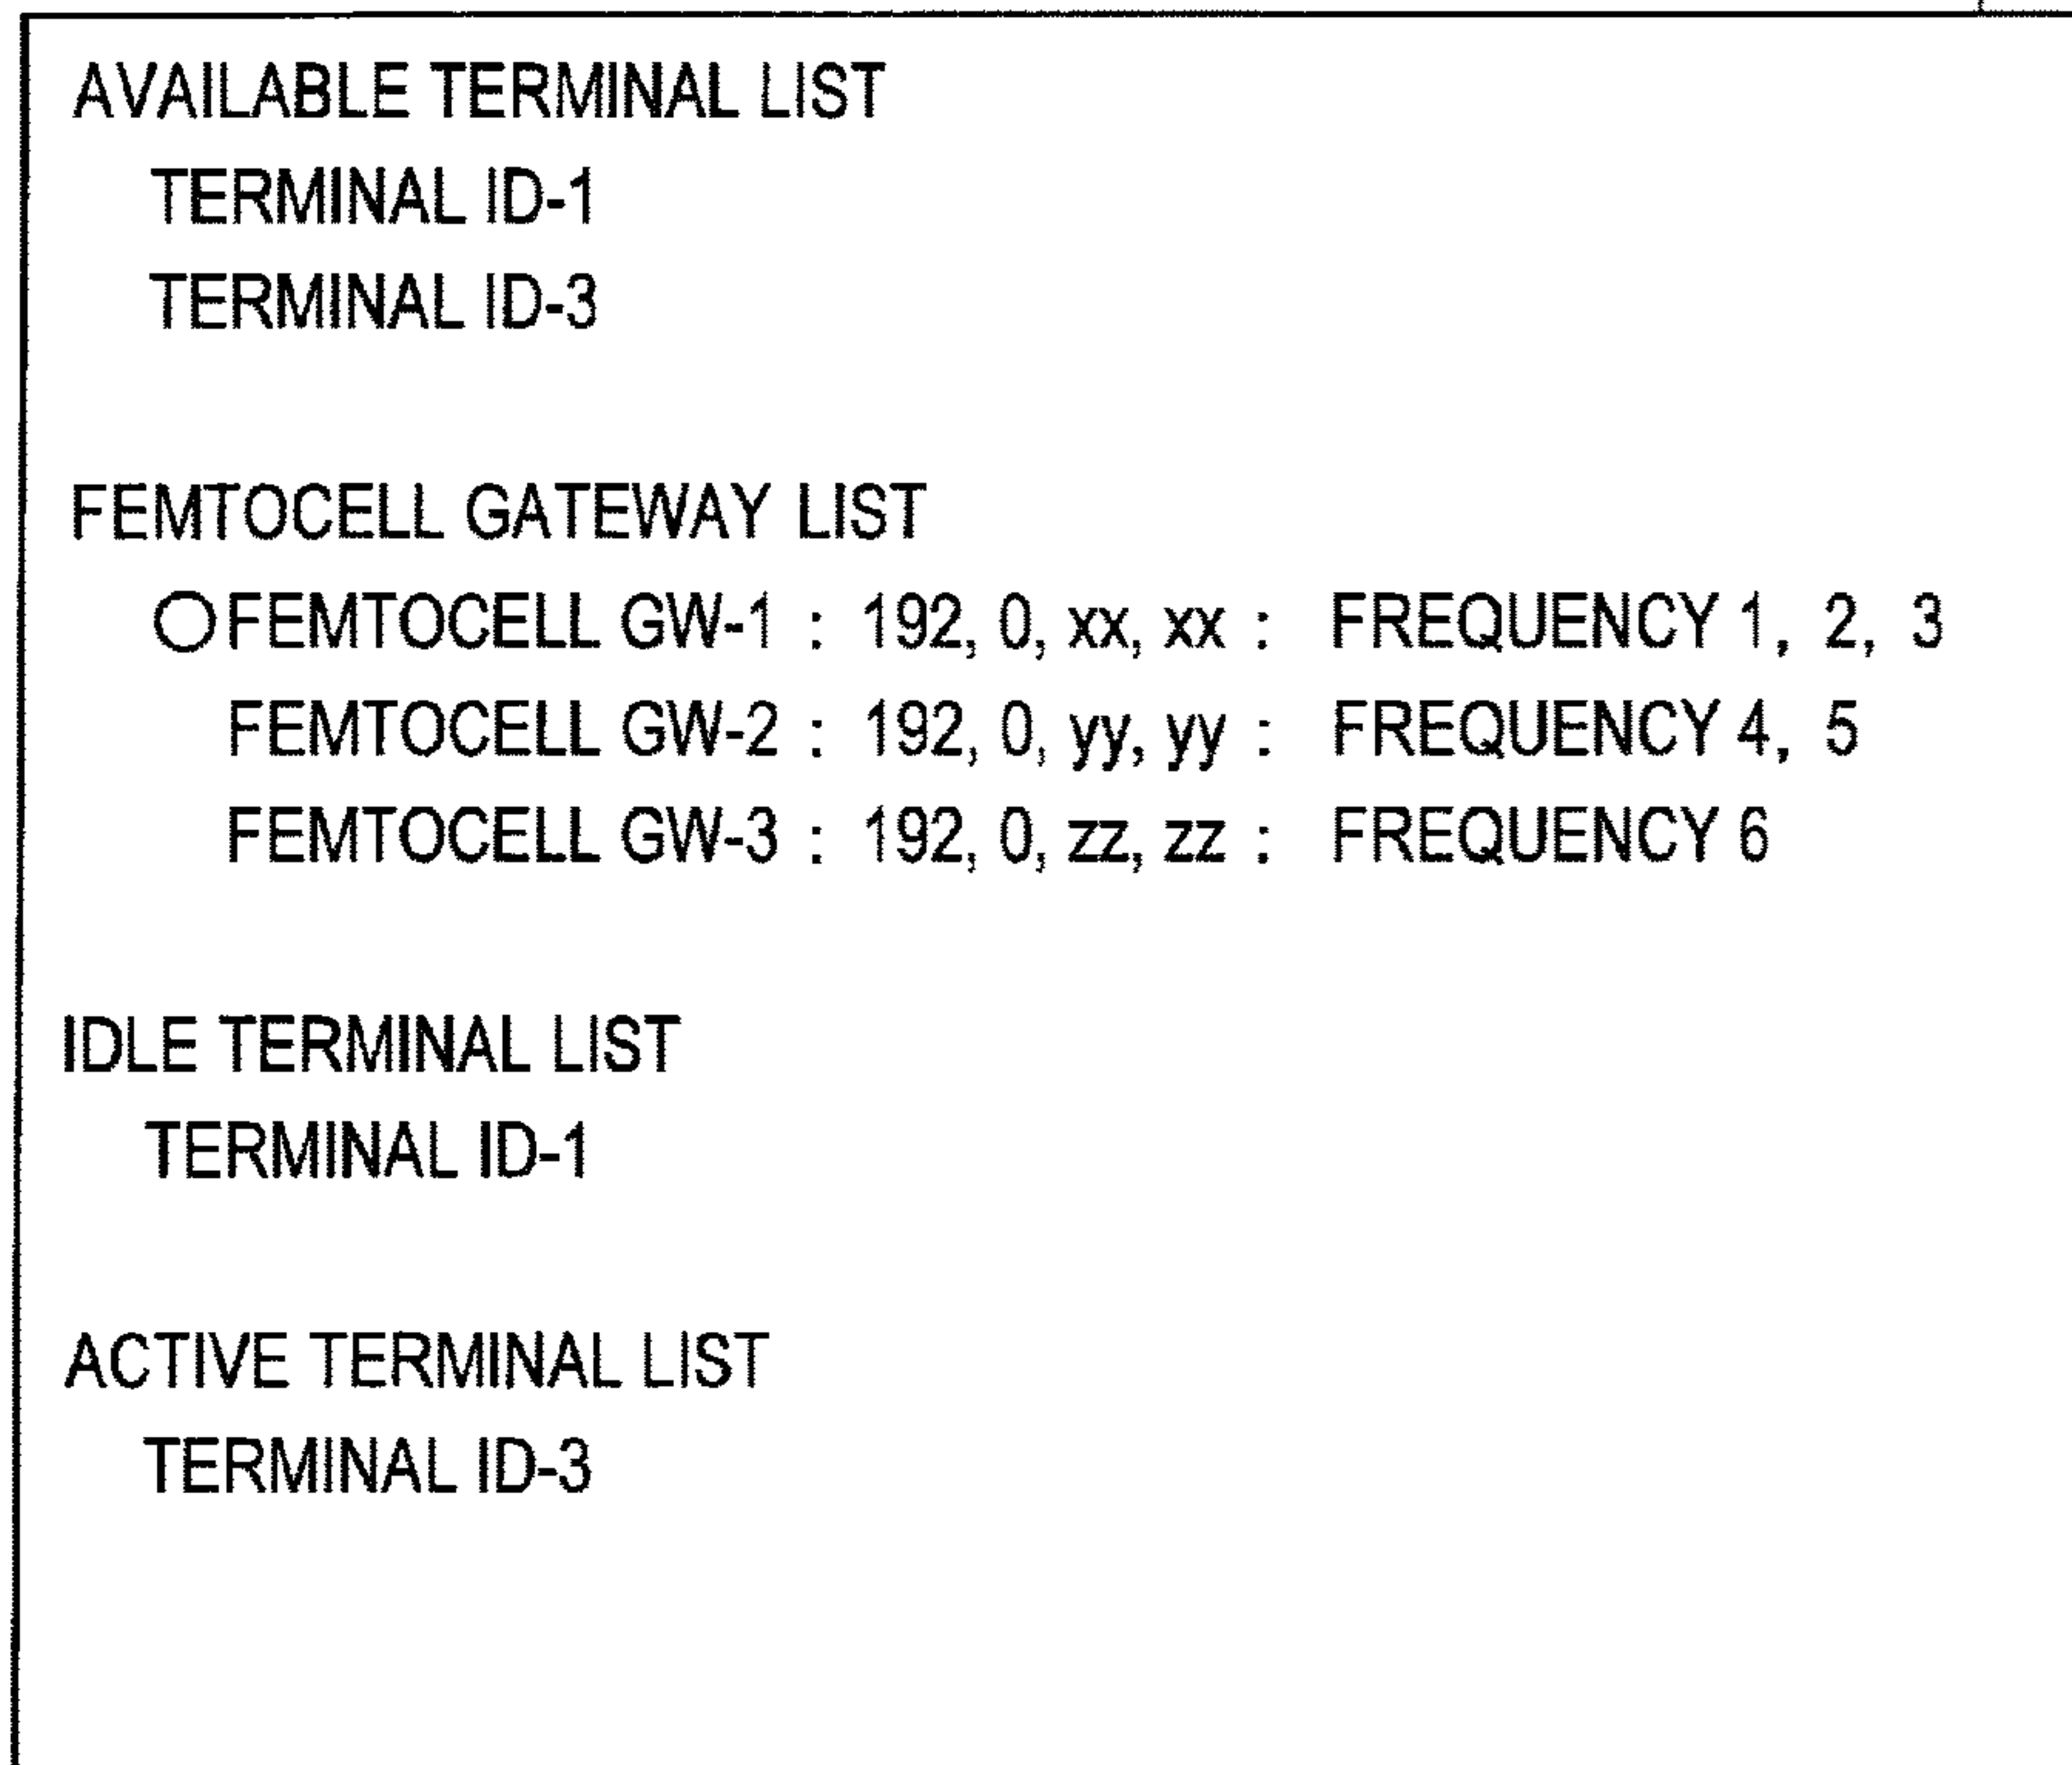 AVAILABLE TERMINAL LIST
TERMINAL ID-1
TERMINAL ID-3
FEMTOCELL GATEWAY LIST
○FEMTOCELL GW-1 : 192, 0, xx, xx : FREQUENCY 1, 2, 3
FEMTOCELL GW-2 : 192, 0, yy, yy : FREQUENCY 4, 5
FEMTOCELL GW-3 : 192, 0, zz, zz : FREQUENCY 6
IDLE TERMINAL LIST
TERMINAL ID-1
ACTIVE TERMINAL LIST
TERMINAL ID-3